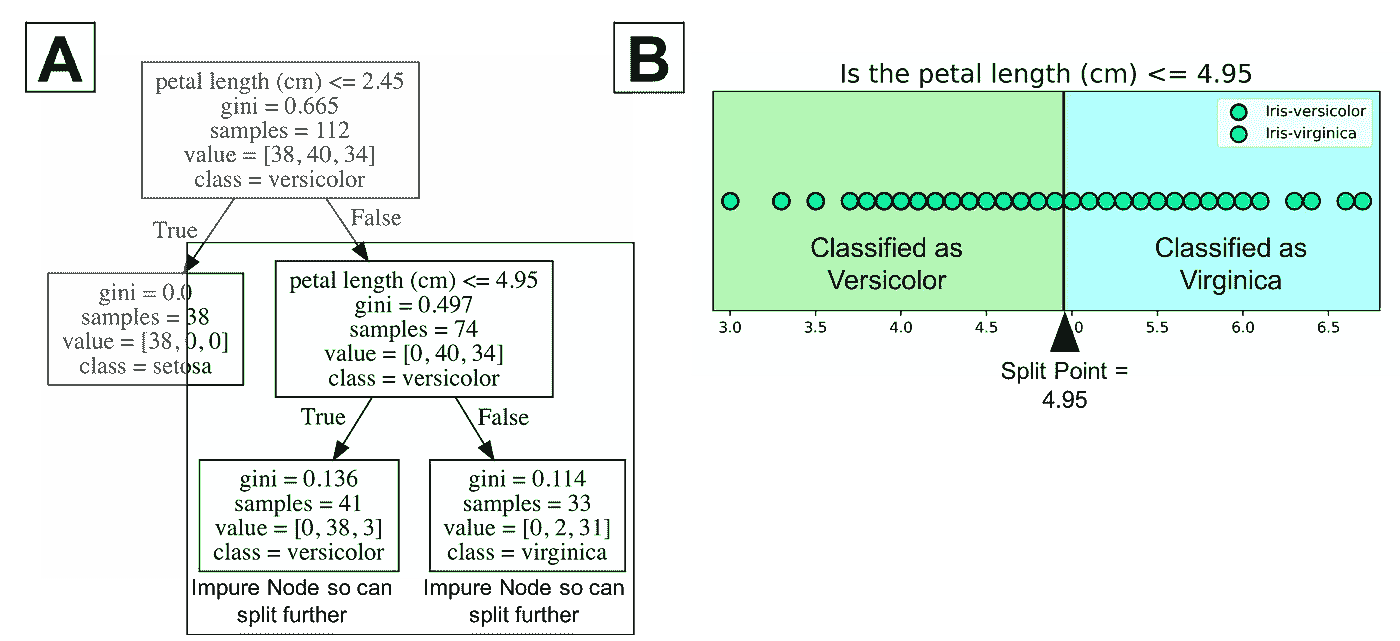 A
petal length (cm) <= 2.45
gini = 0.665
samples = 112
value = [38, 40, 34]
class = versicolor
True
False
gini = 0.0
samples = 38
value = [38, 0, 0]
class = setosa
petal length (cm) <= 4.95
gini = 0.497
samples = 74
value = [0, 40, 34]
class = versicolor
True
False
gini = 0.136
samples = 41
value = [0, 38, 3]
class = versicolor
Impure Node so can
split further
gini = 0.114
samples = 33
value = [0, 2, 31]
class = virginica
Impure Node so can
split further
B
Is the petal length (cm) <= 4.95
Iris-versicolor
Iris-virginica
Classified as
Versicolor
Classified as
Virginica
3.0 3.5 4.0 4.5 0 5.5 6.0 6.5
Split Point =
4.95